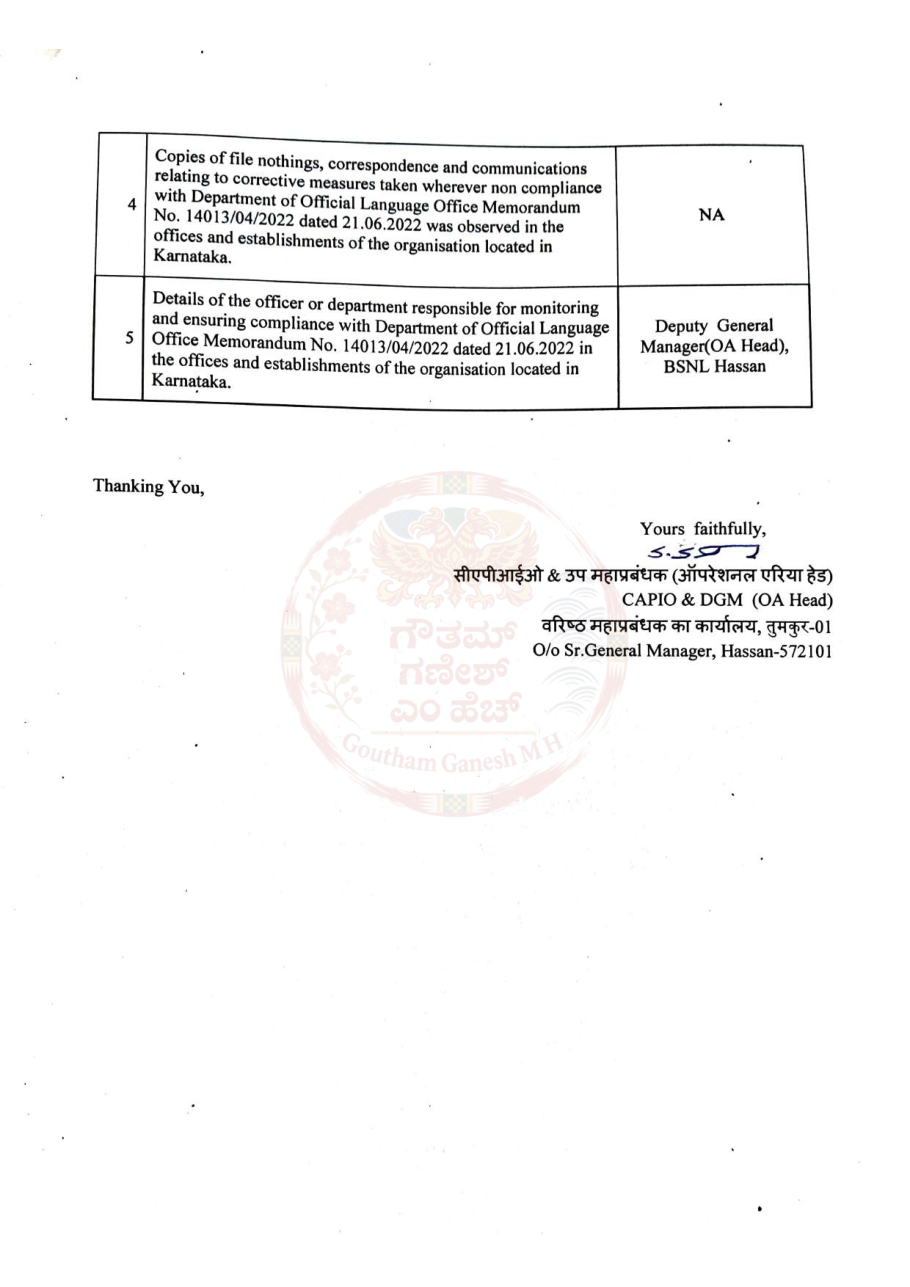 4
Copies of file nothings, correspondence and communications
relating to corrective measures taken wherever non compliance
with Department of Official Language Office Memorandum
No. 14013/04/2022 dated 21.06.2022 was observed in the
offices and establishments of the organisation located in
Karnataka.
NA
5
Details of the officer or department responsible for monitoring
and ensuring compliance with Department of Official Language
Office Memorandum No. 14013/04/2022 dated 21.06.2022 in
the offices and establishments of the organisation located in
Karnataka.
Deputy General
Manager(OA Head),
BSNL Hassan
Thanking You,
Yours faithfully,
सीएपीआईओ & उप महाप्रबंधक (ऑपरेशनल एरिया हेड)
CAPIO & DGM (OA Head)
वरिष्ठ महाप्रबंधक का कार्यालय, तुमकुर-01
O/o Sr.General Manager, Hassan-572101
ಗೌತಮ್
ಗಣೇಶ್
ಎಂ ಹೆಚ್
Goutham Ganesh M H